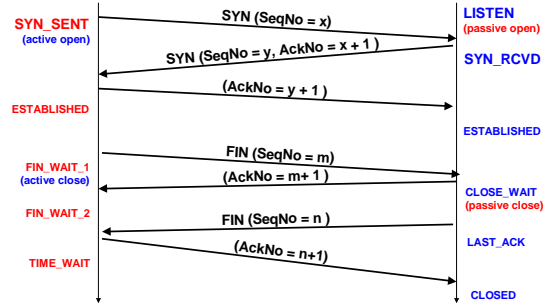 SYN (SeqNo = x)
LISTEN
SYN_SENT
(passive open)
(active open)
SYN (SeqNo = y, AckNo = x + 1 )
SYN_RCVD
(AckNo = y + 1 )
ESTABLISHED
ESTABLISHED
FIN (SeqNo = m)
FIN_WAIT_1
(active close)
(AckNo = m+ 1 )
CLOSE_WAIT
(passive close)
FIN_WAIT_2
FIN (SeqNo = n )
LAST_ACK
(AckNo = n+1)
TIME_WAIT
CLOSED